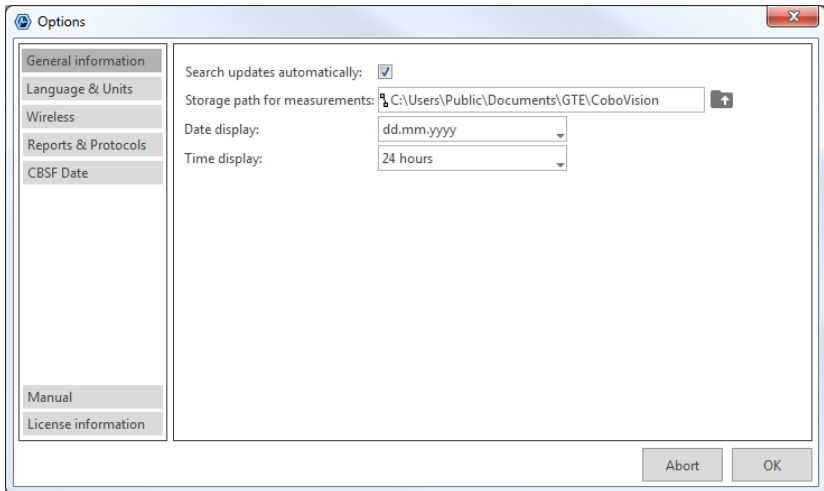 Options
General information
Language & Units
Wireless
Reports & Protocols
CBSF Date
Manual
License information
Search updates automatically:
Storage path for measurements: C:\Users\Public\Documents\GTE\CoboVision
Date display: dd.mm.yyyy
Time display: 24 hours
Abort OK